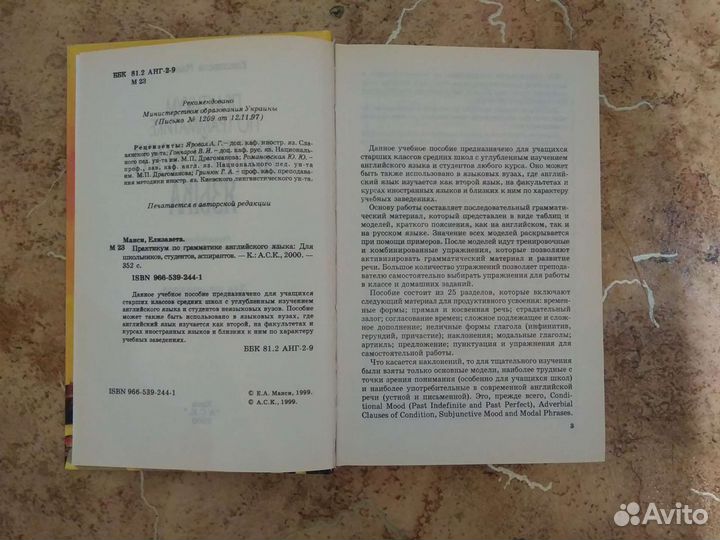 ББК 81.2 АНГ-2-9
М 23
Рекомендовано
Министерством образования Украины
(Письмо № 1209 от 12.11.97)
Рецензенты: Яровая А. Г.–доц. каф. иностр. яз. Сла-
вянского ун-та; Гончаров В. И.–доц. каф. рус. яз. Национального
пед. ун-та им. М.П. Драгоманова; Романовская Ю. Ю. –
проф., зав. каф. англ. яз. Национального пед. ун-та
им. М.П. Драгоманова; Гринюк Г. А. – проф. каф. преподава-
ния методики иностр. яз. Киевского лингвистического ун-та.
Печатается в авторской редакции
Манси, Елизавета.
М 23 Практикум по грамматике английского языка: Для
школьников, студентов, аспирантов. — К.: А.С.К., 2000. —
352 с.
ISBN 966-539-244-1
Данное учебное пособие предназначено для учащихся
старших классов средних школ с углубленным изучением
английского языка и студентов неязыковых вузов. Пособие
может также быть использовано в языковых вузах, где
английский язык изучается как второй, на факультетах и
курсах иностранных языков и близких к ним по характеру
учебных заведениях.
ББК 81.2 АНГ-2-9
ISBN 966-539-244-1
© Е.А. Манси, 1999.
© А.С.К., 1999.
Данное учебное пособие предназначено для учащихся
старших классов средних школ с углубленным изучением
английского языка и студентов любого курса. Оно может
быть также использовано в языковых вузах, где англий-
ский язык изучается как второй язык, на факультетах и
курсах иностранных языков и близких к ним по характеру
учебных заведениях.
Основу работы составляет последовательный граммати-
ческий материал, который представлен в виде таблиц и
моделей, краткого пояснения, как на английском, так и
на русском языке. Значение всех моделей раскрывается
при помощи примеров. После моделей идут тренировочные
и комбинированные упражнения, которые позволяют
активизировать грамматический материал и развитие
речи. Большое количество упражнений позволяет препода-
вателю самостоятельно выбирать упражнения для работы
в классе и домашних заданий.
Пособие состоит из 25 разделов, которые включают
следующий материал для продуктивного усвоения: времен-
ные формы; прямая и косвенная речь; страдательный
залог; согласование времен; сложное подлежащее и слож-
ное дополнение; неличные формы глагола (инфинитив,
герундий, причастие); наклонения; модальные глаголы;
артикль; предложение; пунктуация и упражнения для
самостоятельной работы.
Что касается наклонений, то для тщательного изучения
были взяты только основные модели, наиболее трудные с
точки зрения понимания (особенно для учащихся школ)
и наиболее употребительные в современной английской
речи (устной и письменной). Это, прежде всего, Condi-
tional Mood (Past Indefinite and Past Perfect), Adverbial
Clauses of Condition, Subjunctive Mood and Modal Phrases.
3
Avito